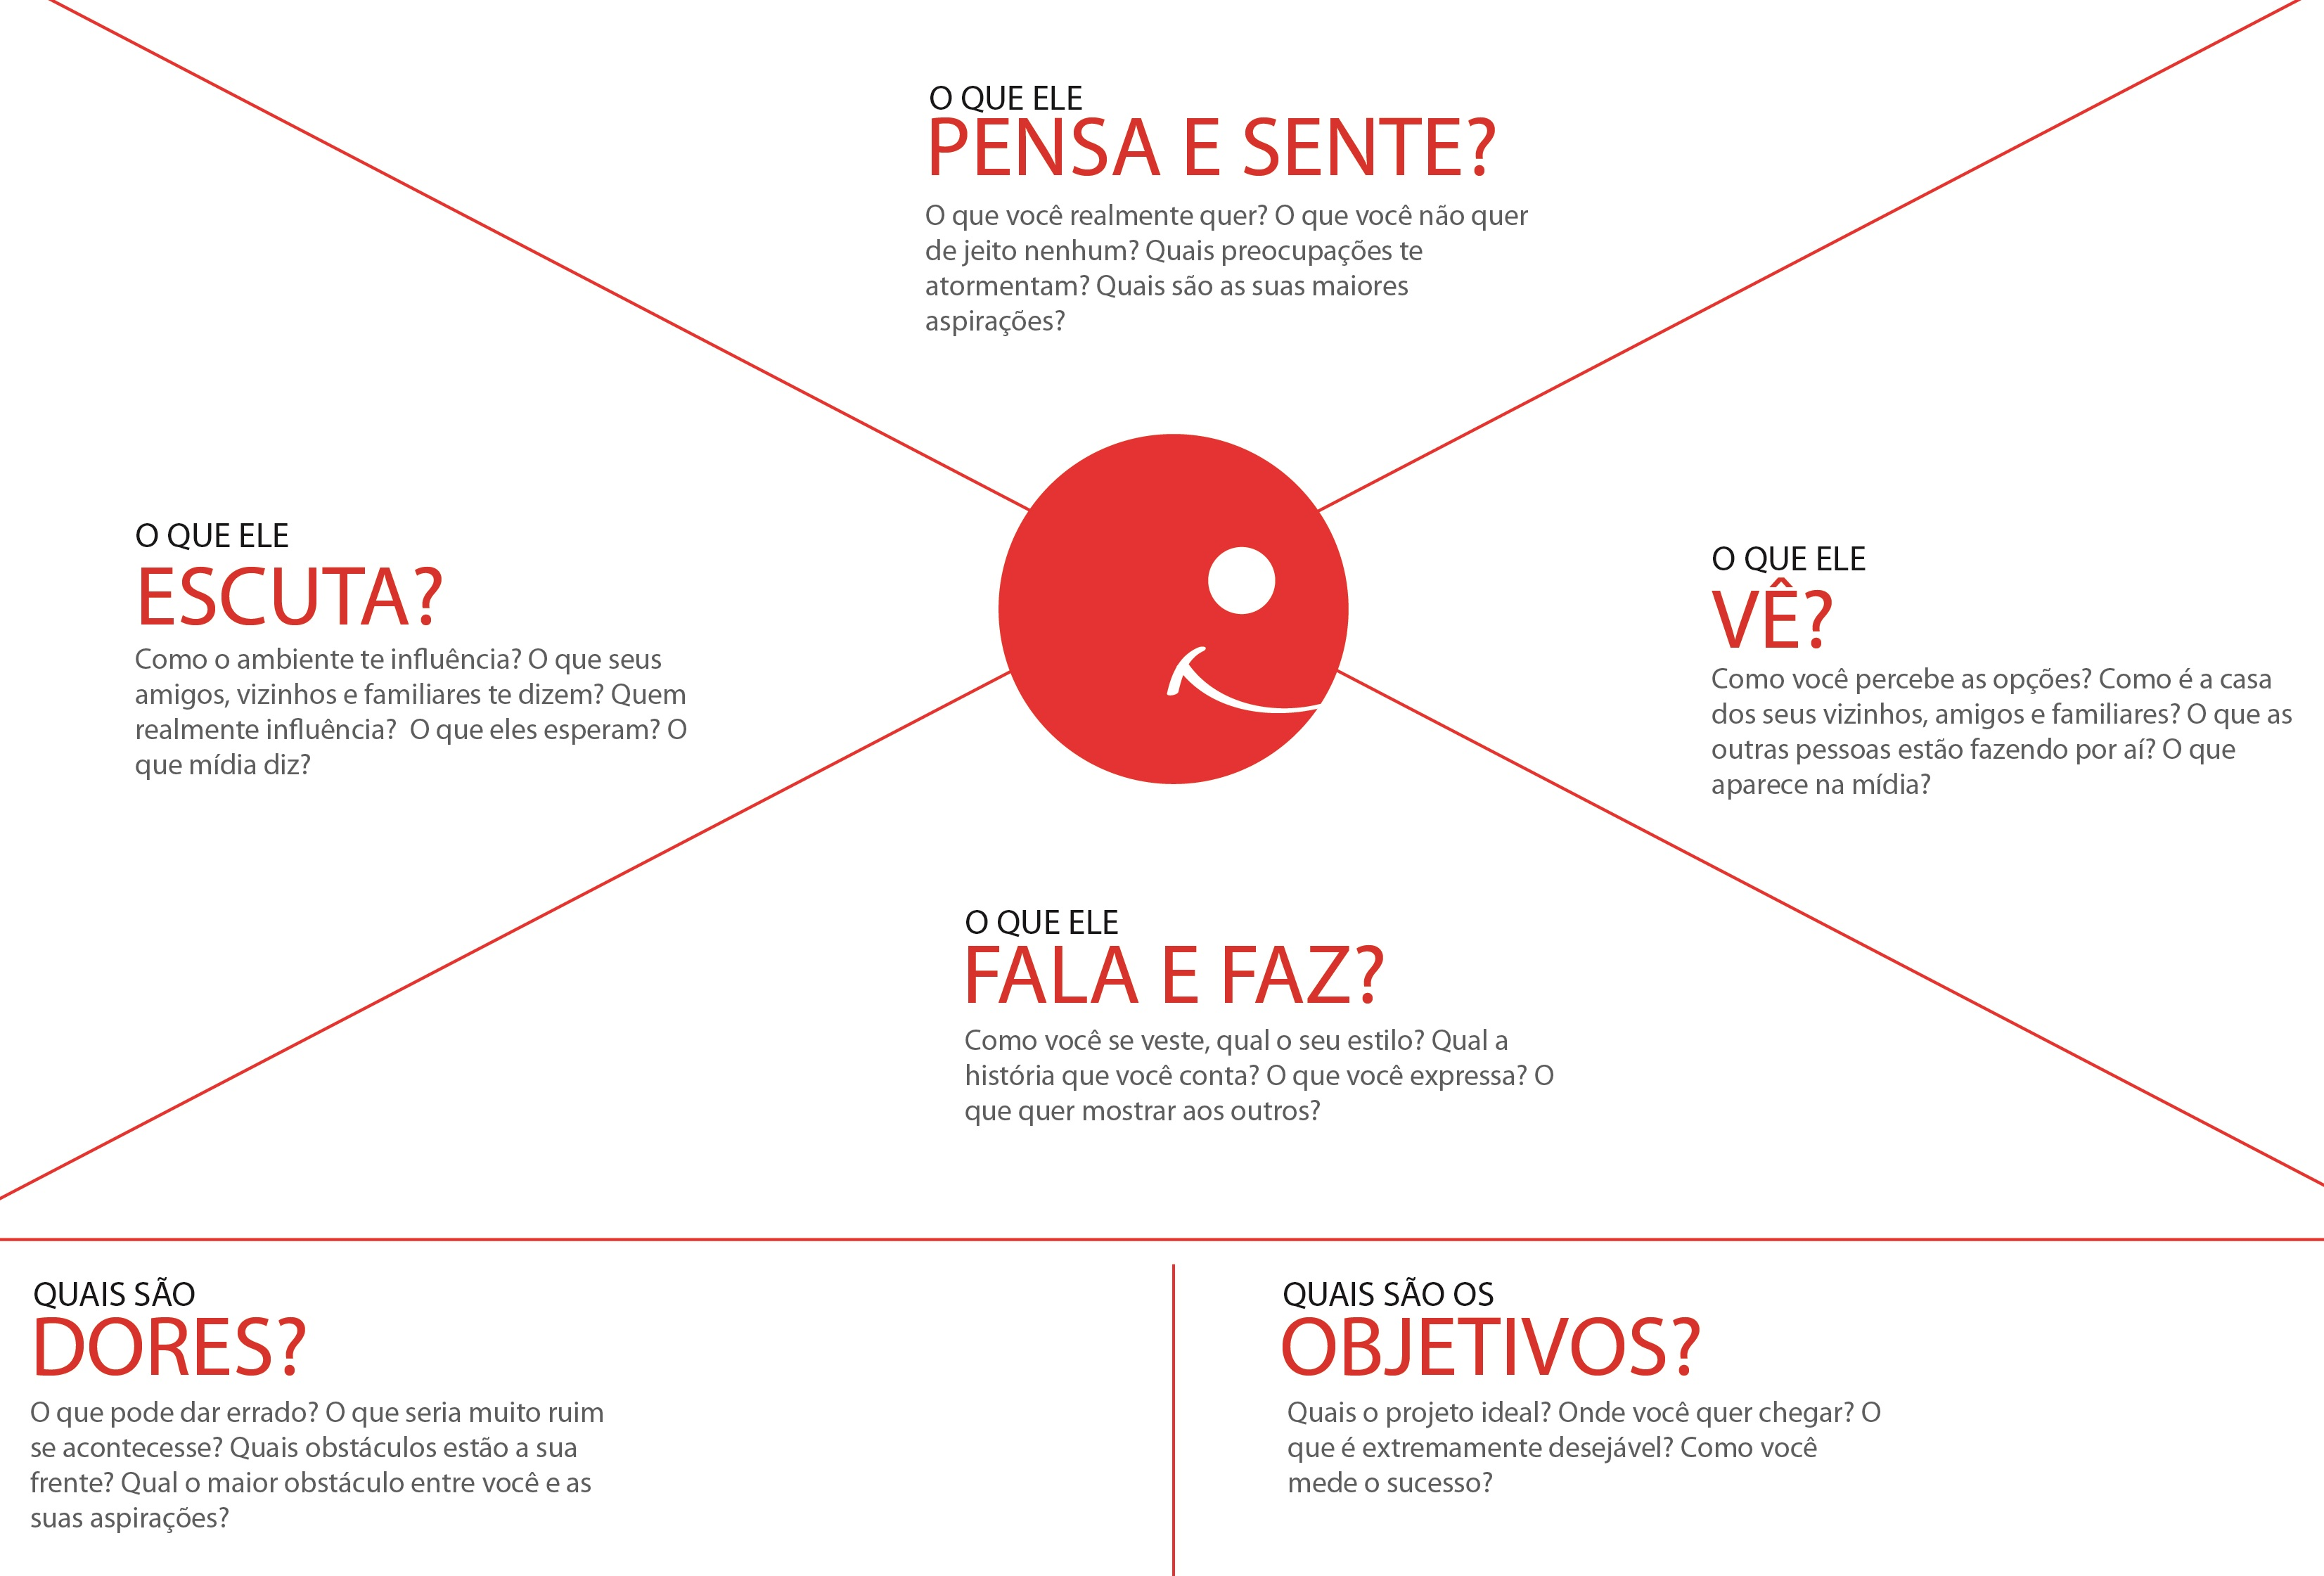 O QUE ELE
PENSA E SENTE?
O que você realmente quer? O que você não quer
de jeito nenhum? Quais preocupações te
atormentam? Quais são as suas maiores
aspirações?
O QUE ELE
ESCUTA?
Como o ambiente te influência? O que seus
amigos, vizinhos e familiares te dizem? Quem
realmente influência?  O que eles esperam? O
que mídia diz?
O QUE ELE
VÊ?
Como você percebe as opções? Como é a casa
dos seus vizinhos, amigos e familiares? O que as
outras pessoas estão fazendo por aí? O que
aparece na mídia?
O QUE ELE
FALA E FAZ?
Como você se veste, qual o seu estilo? Qual a
história que você conta? O que você expressa? O
que quer mostrar aos outros?
QUAIS SÃO
DORES?
O que pode dar errado? O que seria muito ruim
se acontecesse? Quais obstáculos estão a sua
frente? Qual o maior obstáculo entre você e as
suas aspirações?
QUAIS SÃO OS
OBJETIVOS?
Quais o projeto ideal? Onde você quer chegar? O
que é extremamente desejável? Como você
mede o sucesso?